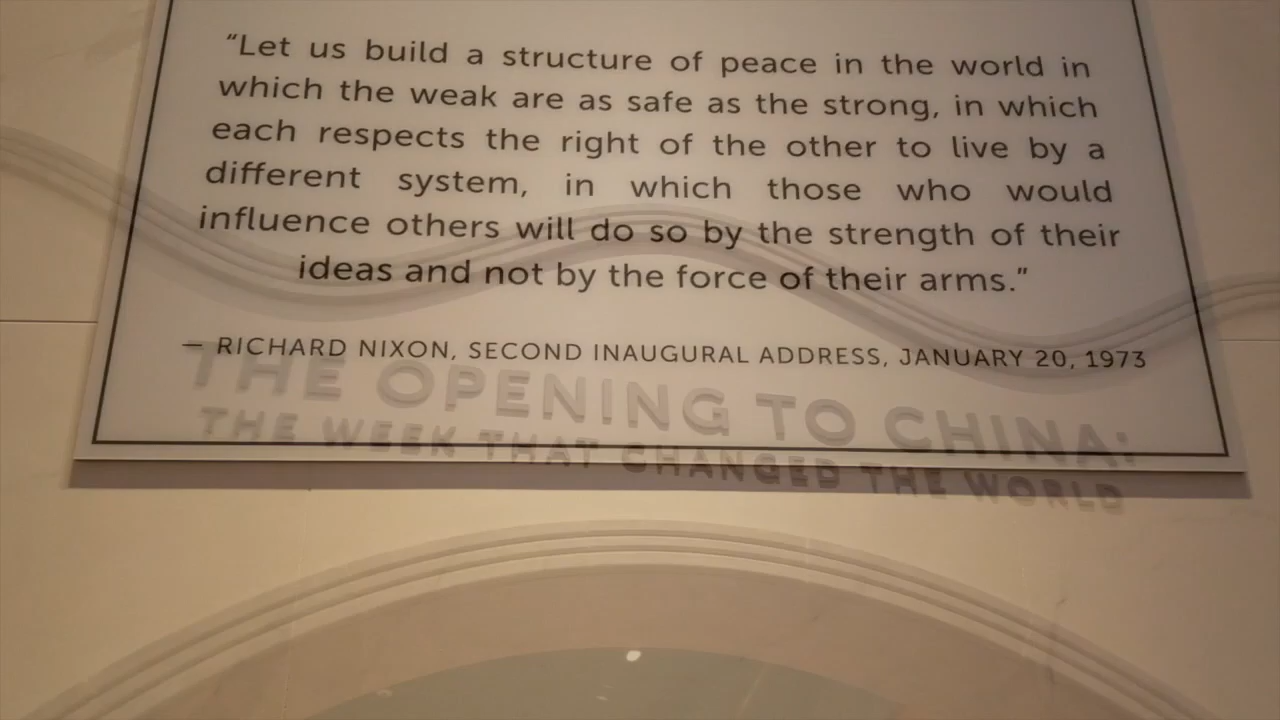 “Let us build a structure of peace in the world in
which the weak are as safe as the strong, in which
each respects the right of the other to live by a
different system, in which those who would
influence others will do so by the strength of their
ideas and not by the force of their arms.”
— RICHARD NIXON, SECOND INAUGURAL ADDRESS, JANUARY 20, 1973
THE OPENING TO CHINA:
THE WEEK THAT CHANGED THE WORLD